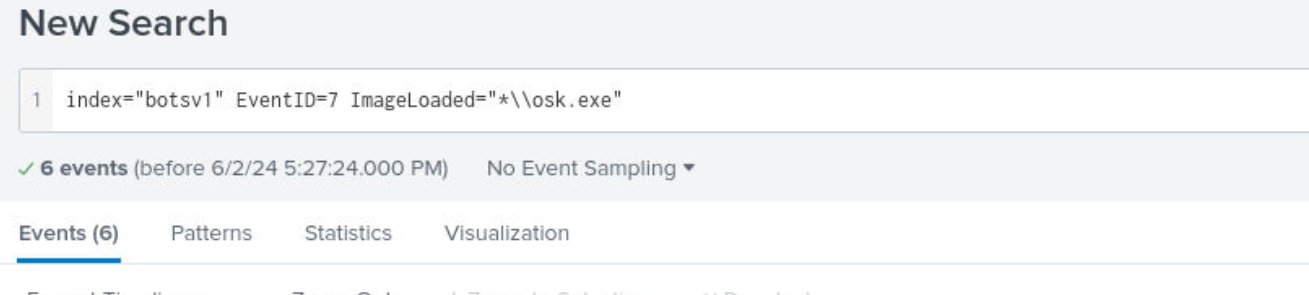 New Search
1 index="botsv1" EventID=7 ImageLoaded="*\\osk.exe"
✓ 6 events (before 6/2/24 5:27:24.000 PM) No Event Sampling ▾
Events (6) Patterns Statistics Visualization